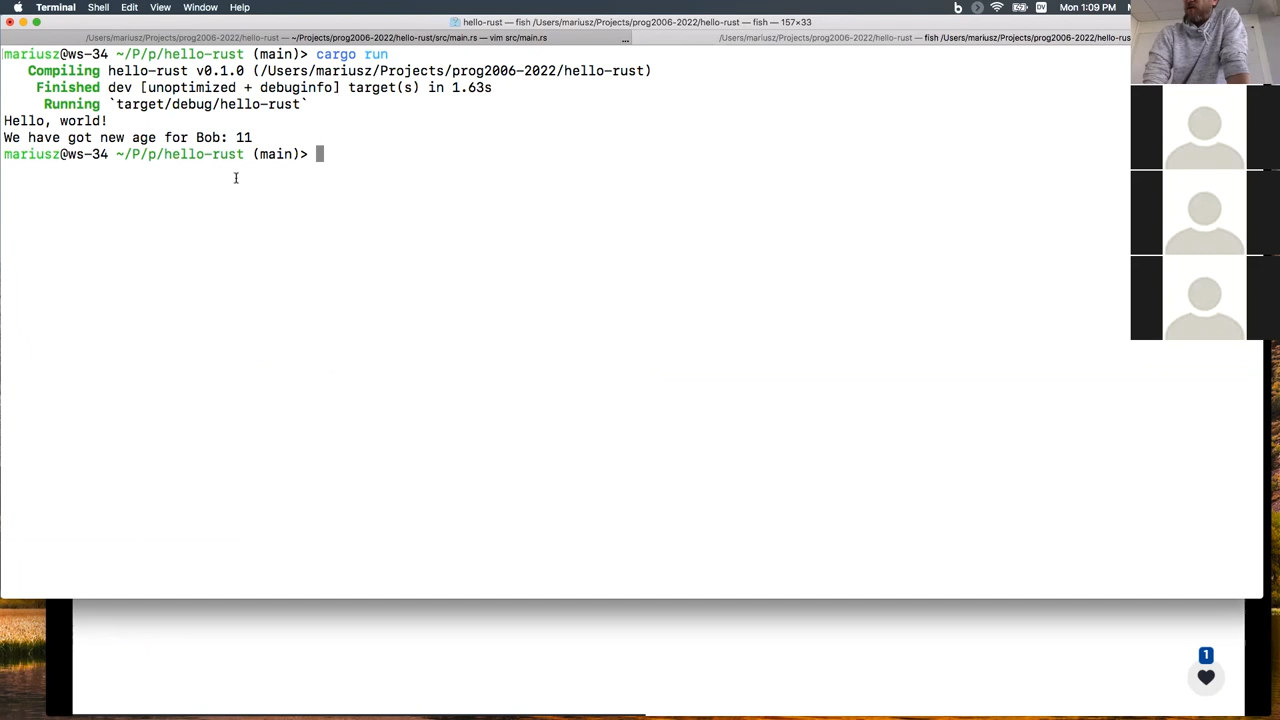 Terminal Shell Edit View Window Help
DV Mon 1:09 PM
hello-rust — fish /Users/mariusz/Projects/prog2006-2022/hello-rust — fish — 157×33
/Users/mariusz/Projects/prog2006-2022/hello-rust — ~/Projects/prog2006-2022/hello-rust/src/main.rs — vim src/main.rs ... /Users/mariusz/Projects/prog2006-2022/hello-rust — fish /Users/mariusz/Projects/prog2006-2022/hello-rus
mariusz@ws-34 ~/P/p/hello-rust (main)> cargo run
Compiling hello-rust v0.1.0 (/Users/mariusz/Projects/prog2006-2022/hello-rust)
Finished dev [unoptimized + debuginfo] target(s) in 1.63s
Running `target/debug/hello-rust`
Hello, world!
We have got new age for Bob: 11
mariusz@ws-34 ~/P/p/hello-rust (main)>
1